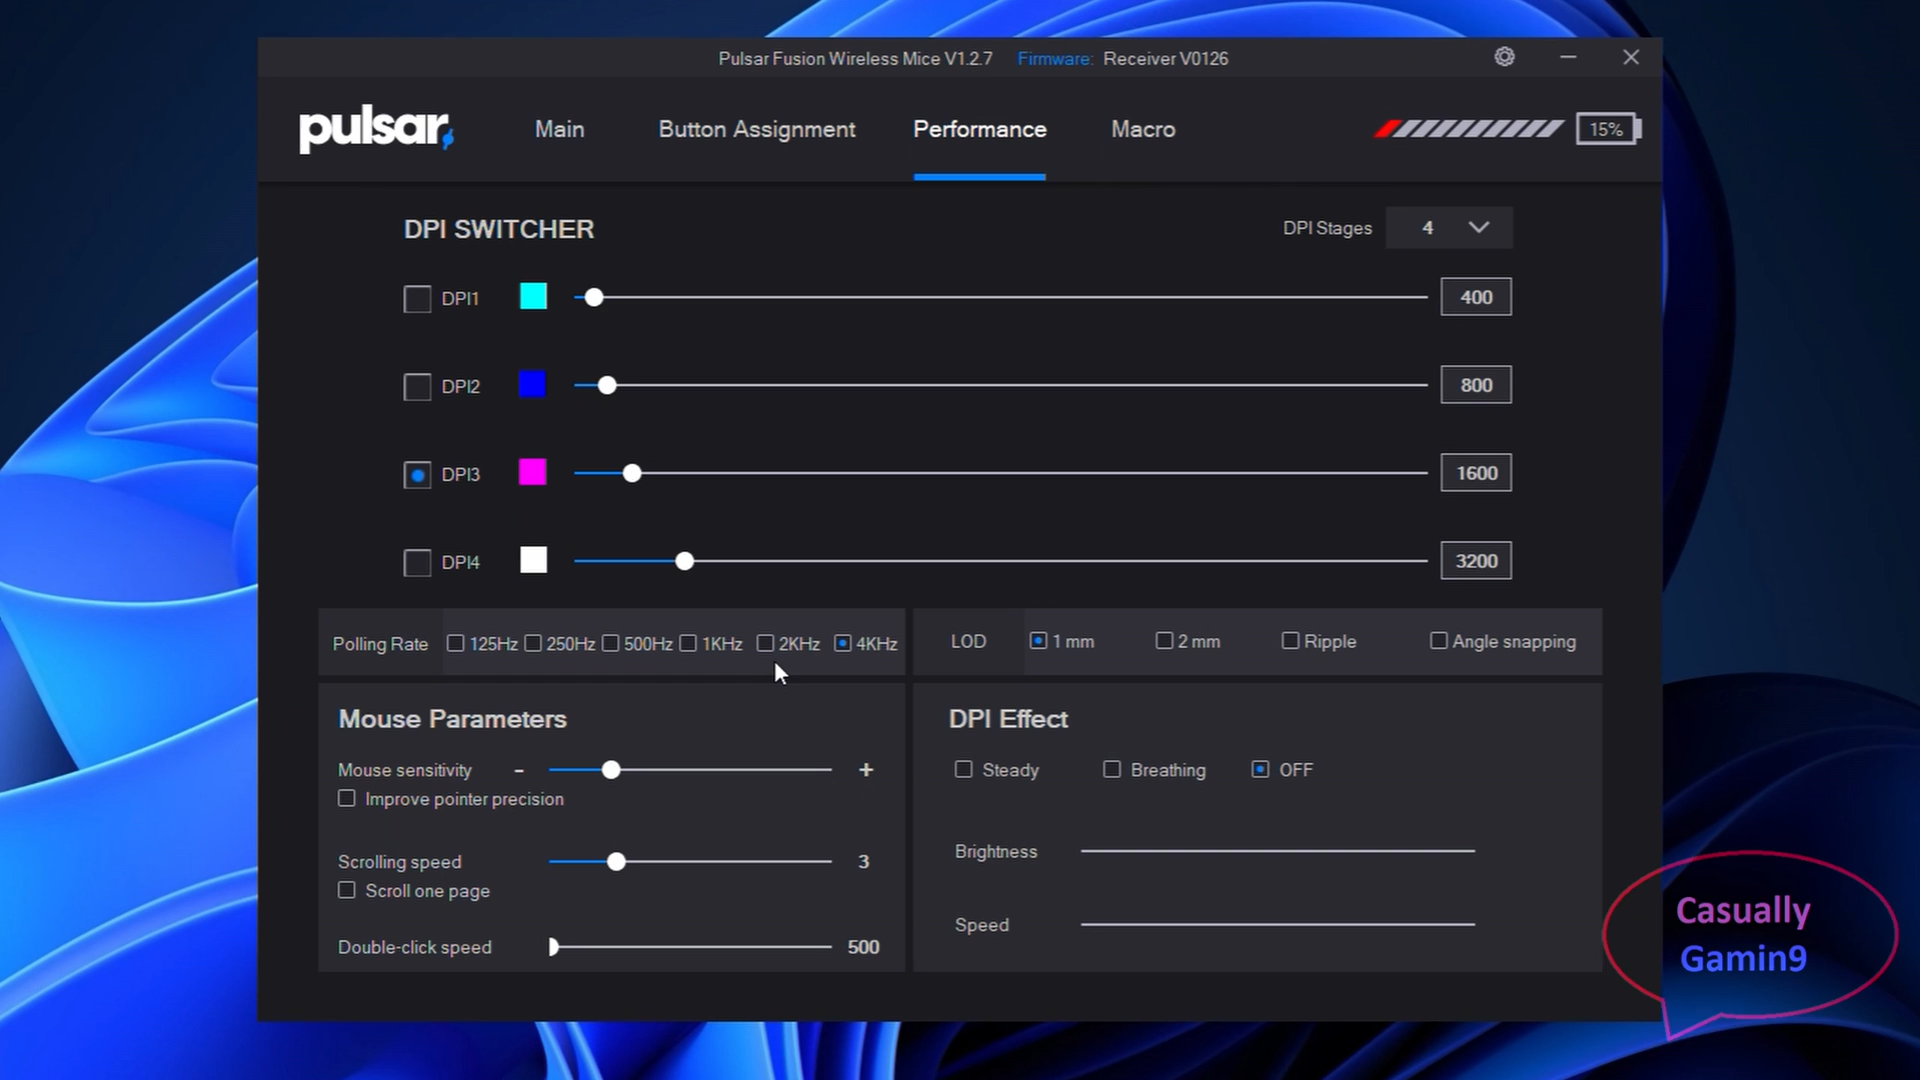 Pulsar Fusion Wireless Mice V1.2.7 Firmware: Receiver V0126
pulsar
Main Button Assignment Performance Macro 15%
DPI SWITCHER DPI Stages 4
DPI1 400
DPI2 800
DPI3 1600
DPI4 3200
Polling Rate 125Hz 250Hz 500Hz 1KHz 2KHz 4KHz LOD 1 mm 2 mm Ripple Angle snapping
Mouse Parameters
Mouse sensitivity - +
Improve pointer precision
Scrolling speed 3
Scroll one page
Double-click speed 500
DPI Effect
Steady Breathing OFF
Brightness
Speed
Casually
Gamin9